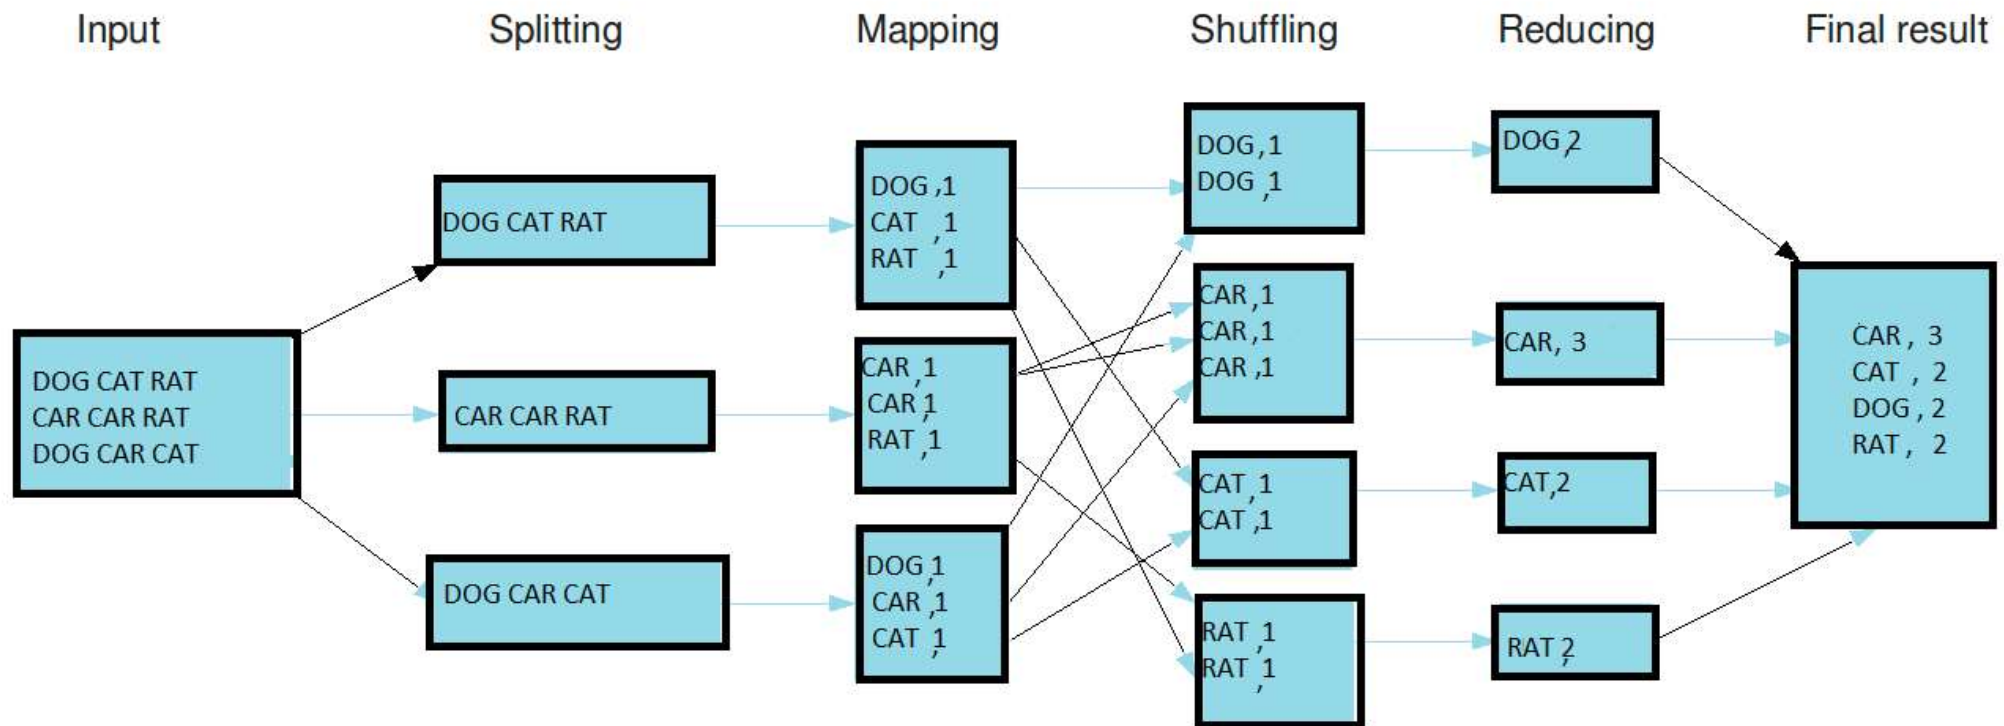 Input
Splitting
Mapping
Shuffling
Reducing
Final result
DOG CAT RAT
CAR CAR RAT
DOG CAR CAT
DOG CAT RAT
CAR CAR RAT
DOG CAR CAT
DOG ,1
CAT ,1
RAT ,1
CAR ,1
CAR,1
RAT ,1
DOG,1
CAR ,1
CAT ,1
DOG,1
DOG ,1
CAR ,1
CAR,1
CAR ,1
CAT ,1
CAT ,1
RAT ,1
RAT ,1
DOG,2
CAR, 3
CAT,2
RAT,2
CAR , 3
CAT , 2
DOG , 2
RAT , 2